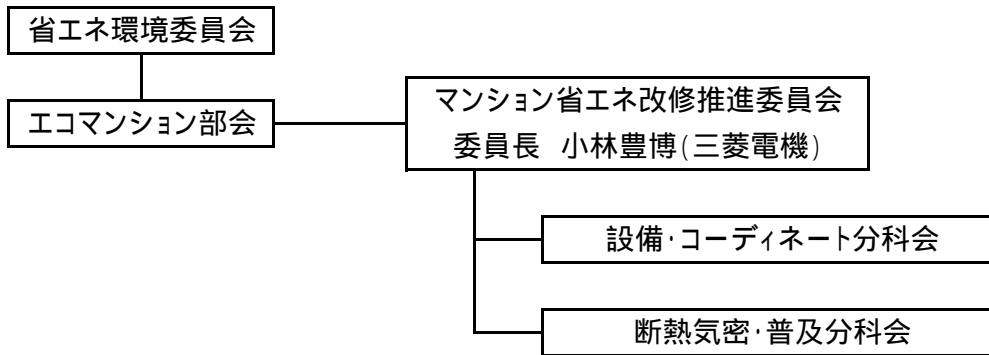 省エネ環境委員会
エコマンション部会
マンション省エネ改修推進委員会
委員長 小林豊博(三菱電機)
設備・コーディネート分科会
断熱気密・普及分科会